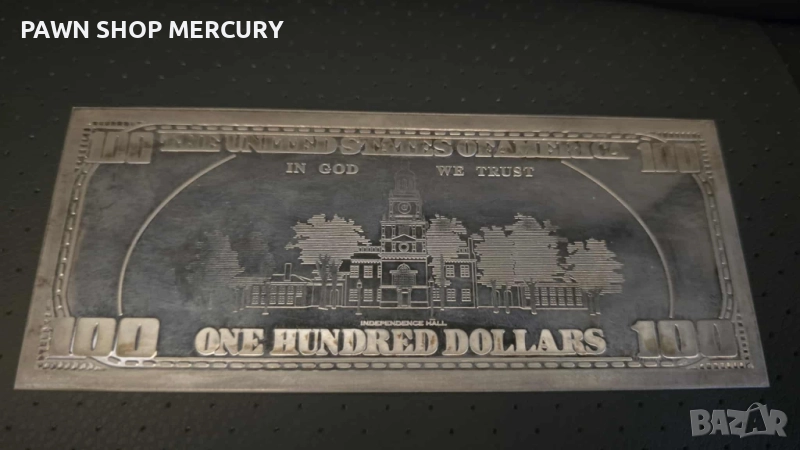 PAWN SHOP MERCURY
100 THE UNITED STATES OF AMERICA 100
IN GOD WE TRUST
INDEPENDENCE HALL
100 ONE HUNDRED DOLLARS 100
BAZAR